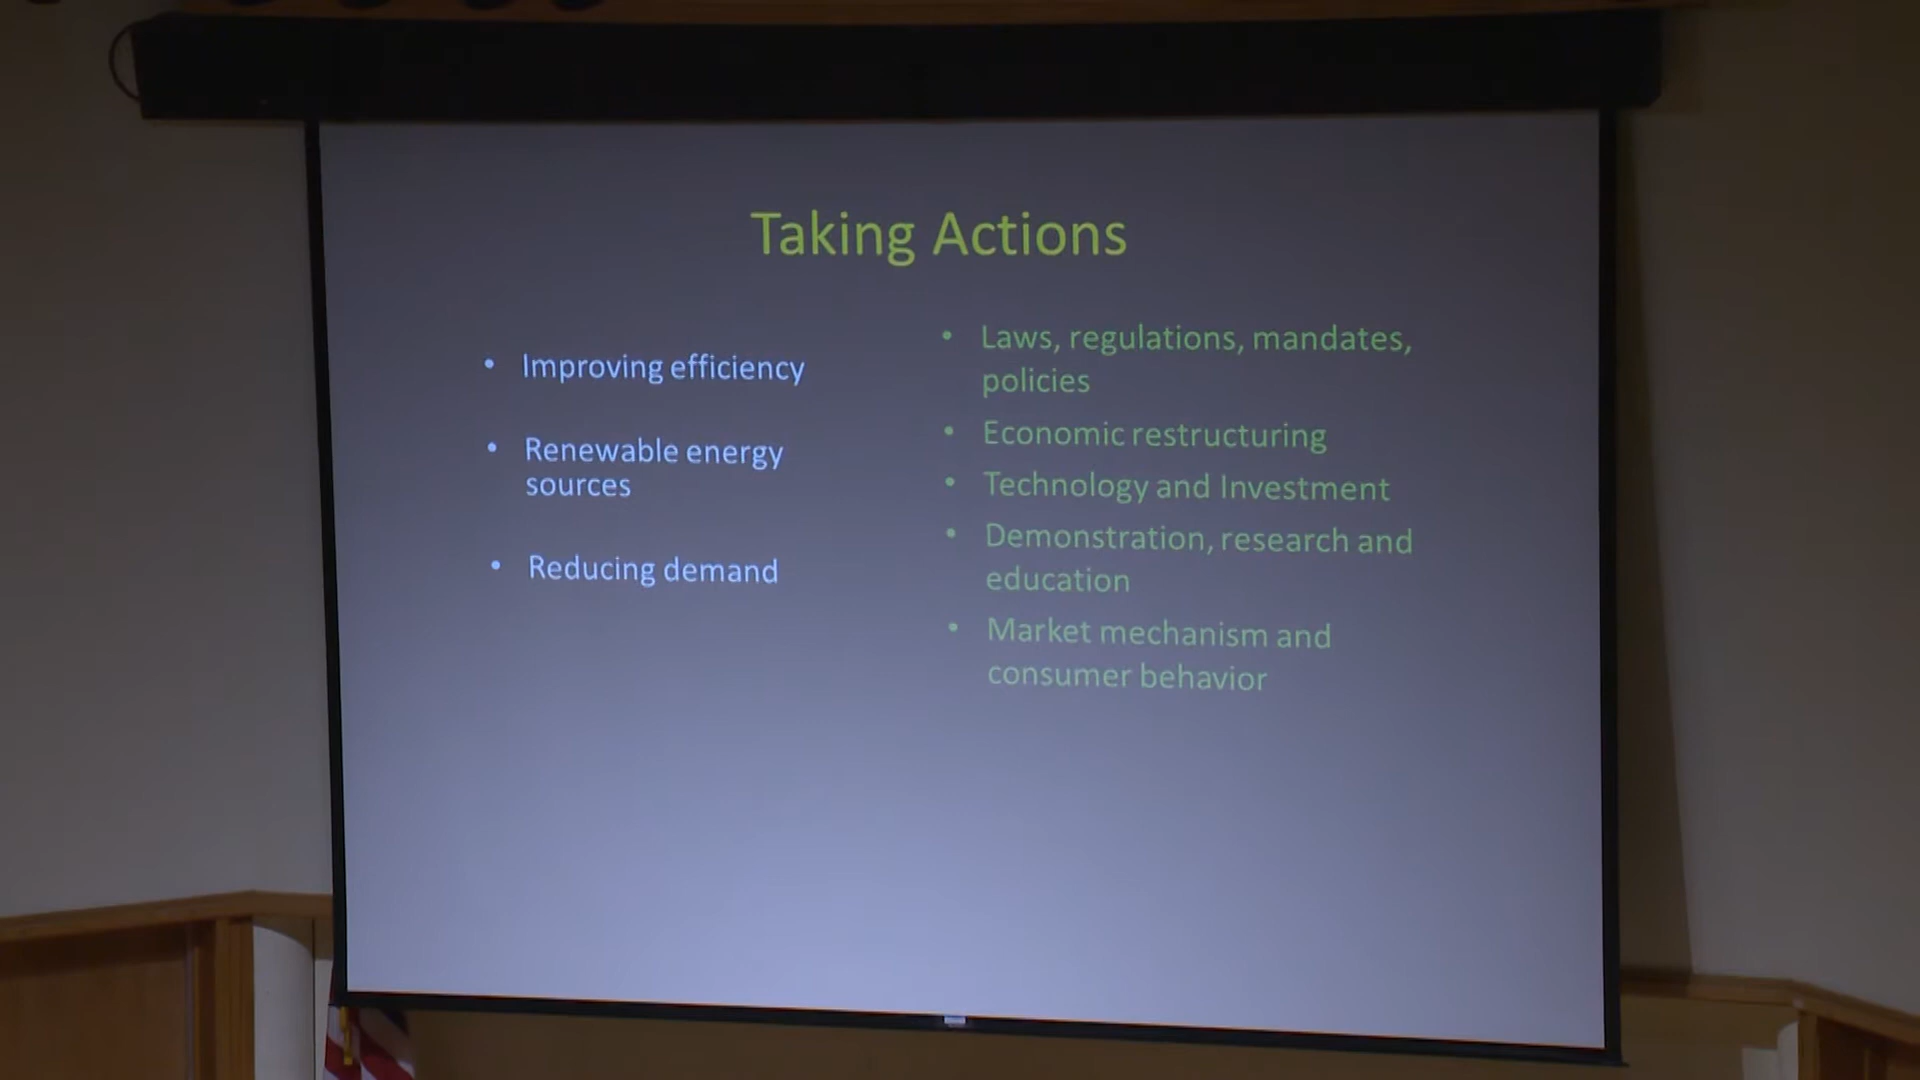 Taking Actions
• Improving efficiency
• Renewable energy
sources
• Reducing demand
• Laws, regulations, mandates,
policies
• Economic restructuring
• Technology and Investment
• Demonstration, research and
education
• Market mechanism and
consumer behavior